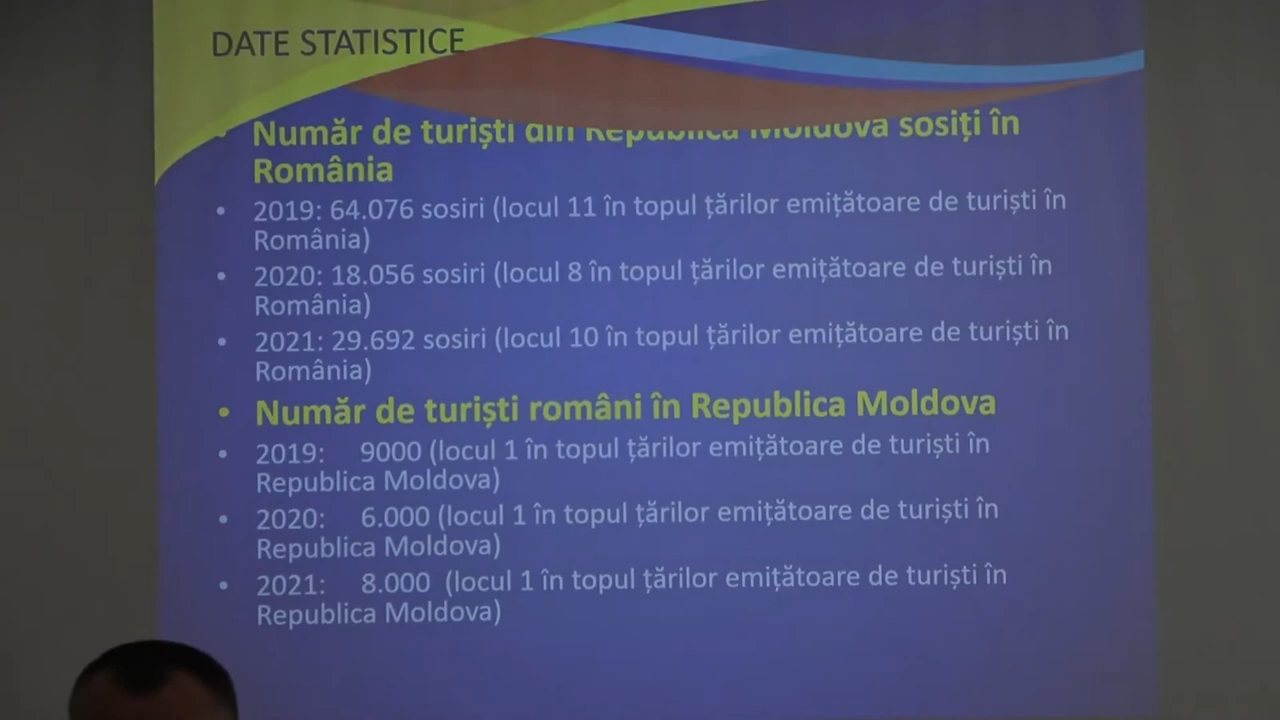 DATE STATISTICE
• Număr de turiști din Republica Moldova sosiți în
România
• 2019: 64.076 sosiri (locul 11 în topul țărilor emițătoare de turiști în
România)
• 2020: 18.056 sosiri (locul 8 în topul țărilor emițătoare de turiști în
România)
• 2021: 29.692 sosiri (locul 10 în topul țărilor emițătoare de turiști în
România)
• Număr de turiști români în Republica Moldova
• 2019: 9000 (locul 1 în topul țărilor emițătoare de turiști în
Republica Moldova)
• 2020: 6.000 (locul 1 în topul țărilor emițătoare de turiști în
Republica Moldova)
• 2021: 8.000 (locul 1 în topul țărilor emițătoare de turiști în
Republica Moldova)